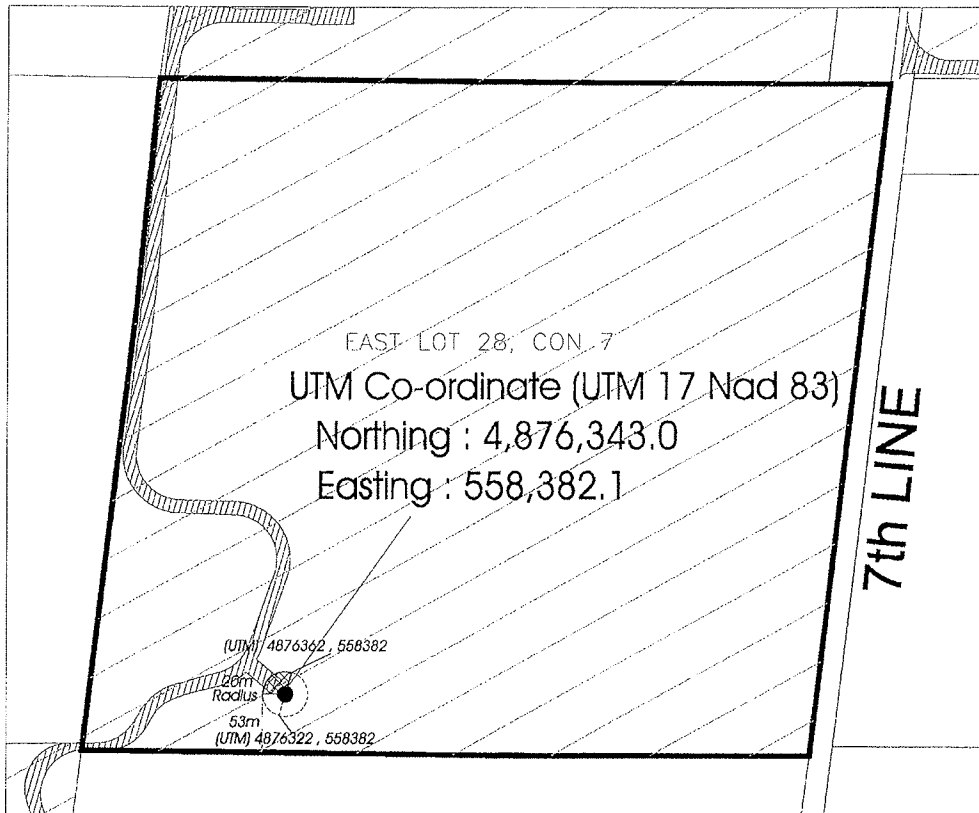 EAST LOT 28, CON 7
UTM Co-ordinate (UTM 17 Nad 83)
Northing : 4,876,343.0
Easting : 558,382.1
7th LINE
(UTM) 4876362 , 558382
20m
Radius
53m
(UTM) 4876322 , 558382